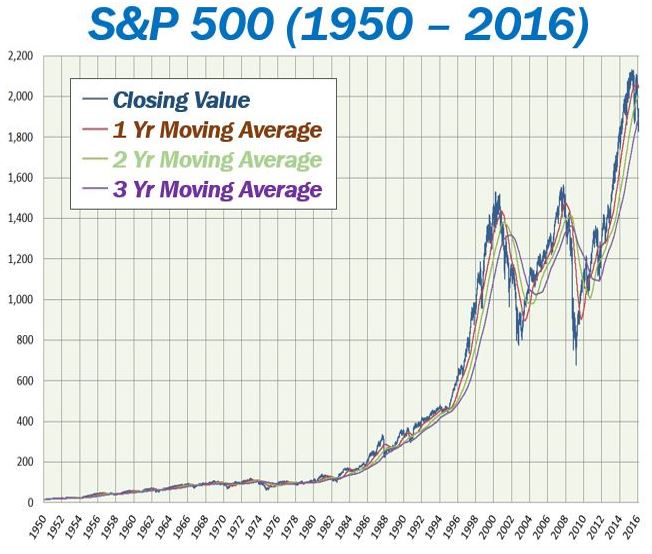 S&P 500 (1950 – 2016)
2,200
2,000
1,800
1,600
1,400
1,200
1,000
800
600
400
200
0
Closing Value
1 Yr Moving Average
2 Yr Moving Average
3 Yr Moving Average
1950 1952 1954 1956 1958 1960 1962 1964 1966 1968 1970 1972 1974 1976 1978 1980 1982 1984 1986 1988 1990 1992 1994 1996 1998 2000 2002 2004 2006 2008 2010 2012 2014 2016